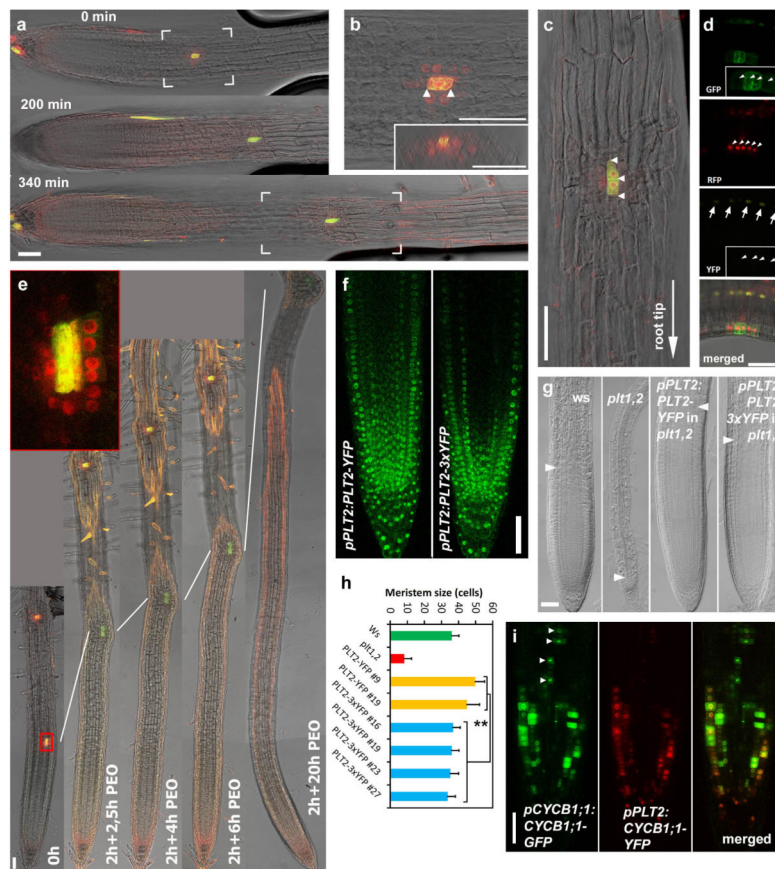 a
0 min
200 min
340 min
b
c
root tip
d
GFP
RFP
YFP
merged
e
0h
2h+2,5h PEO
2h+4h PEO
2h+6h PEO
2h+20h PEO
f
pPLT2:PLT2-YFP
pPLT2:PLT2-3xYFP
g
ws
plt1,2
pPLT2:
PLT2-
YFP in
plt1,2
pPLT2
PLT2
3xYFP i
plt1,
h
Meristem size (cells)
0 10 20 30 40 50 60
Ws
plt1,2
PLT2-YFP #9
PLT2-YFP #19
PLT2-3xYFP #16
PLT2-3xYFP #19
PLT2-3xYFP #23
PLT2-3xYFP #27
**
i
pCYCB1;1:
CYCB1;1-
GFP
pPLT2:
CYCB1;1-
YFP
merged